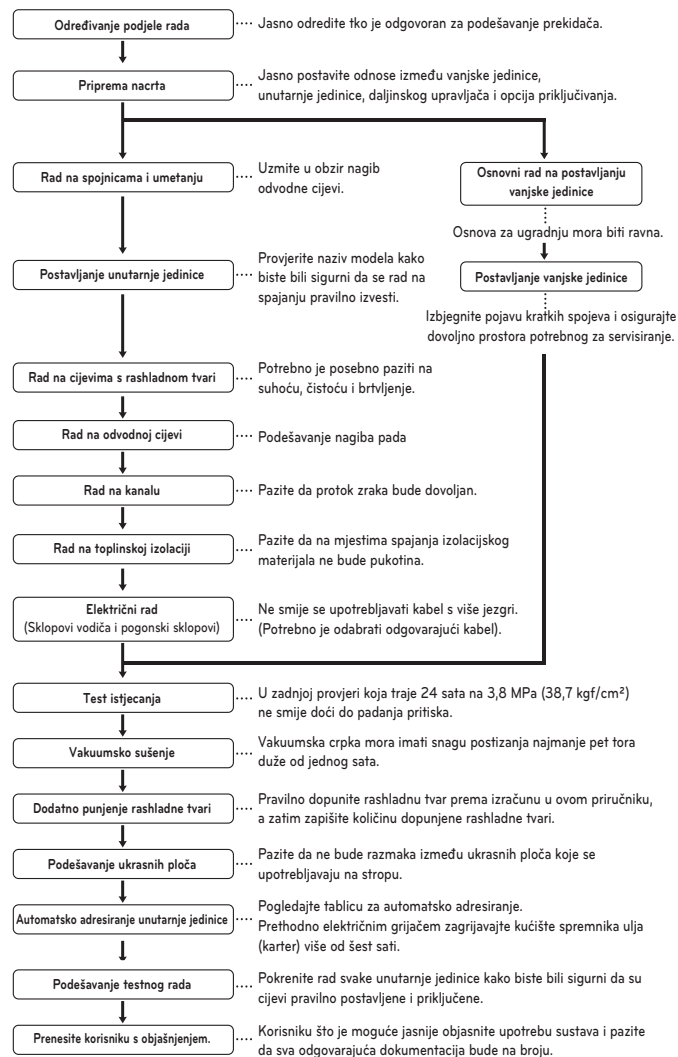 Određivanje podjele rada
Jasno odredite tko je odgovoran za podešavanje prekidača.
Priprema nacrta
Jasno postavite odnose između vanjske jedinice,
unutarnje jedinice, daljinskog upravljača i opcija priključivanja.
Rad na spojnicama i umetanju
Uzmite u obzir nagib
odvodne cijevi.
Osnovni rad na postavljanju
vanjske jedinice
Osnova za ugradnju mora biti ravna.
Postavljanje unutarnje jedinice
Provjerite naziv modela kako
biste bili sigurni da se rad na
spajanju pravilno izvesti.
Postavljanje vanjske jedinice
Izbjegnite pojavu kratkih spojeva i osigurajte
dovoljno prostora potrebnog za servisiranje.
Rad na cijevima s rashladnom tvari
Potrebno je posebno paziti na
suhoću, čistoću i brtvljenje.
Rad na odvodnoj cijevi
Podešavanje nagiba pada
Rad na kanalu
Pazite da protok zraka bude dovoljan.
Rad na toplinskoj izolaciji
Pazite da na mjestima spajanja izolacijskog
materijala ne bude pukotina.
Električni rad
(Sklopovi vodiča i pogonski sklopovi)
Ne smije se upotrebljavati kabel s više jezgri.
(Potrebno je odabrati odgovarajući kabel).
Test istjecanja
U zadnjoj provjeri koja traje 24 sata na 3,8 MPa (38,7 kgf/cm²)
ne smije doći do padanja pritiska.
Vakuumsko sušenje
Vakuumska crpka mora imati snagu postizanja najmanje pet tora
duže od jednog sata.
Dodatno punjenje rashladne tvari
Pravilno dopunite rashladnu tvar prema izračunu u ovom priručniku,
a zatim zapišite količinu dopunjene rashladne tvari.
Podešavanje ukrasnih ploča
Pazite da ne bude razmaka između ukrasnih ploča koje se
upotrebljavaju na stropu.
Automatsko adresiranje unutarnje jedinice
Pogledajte tablicu za automatsko adresiranje.
Prethodno električnim grijačem zagrijavajte kućište spremnika ulja
(karter) više od šest sati.
Podešavanje testnog rada
Pokrenite rad svake unutarnje jedinice kako biste bili sigurni da su
cijevi pravilno postavljene i priključene.
Prenesite korisniku s objašnjenjem.
Korisniku što je moguće jasnije objasnite upotrebu sustava i pazite
da sva odgovarajuća dokumentacija bude na broju.